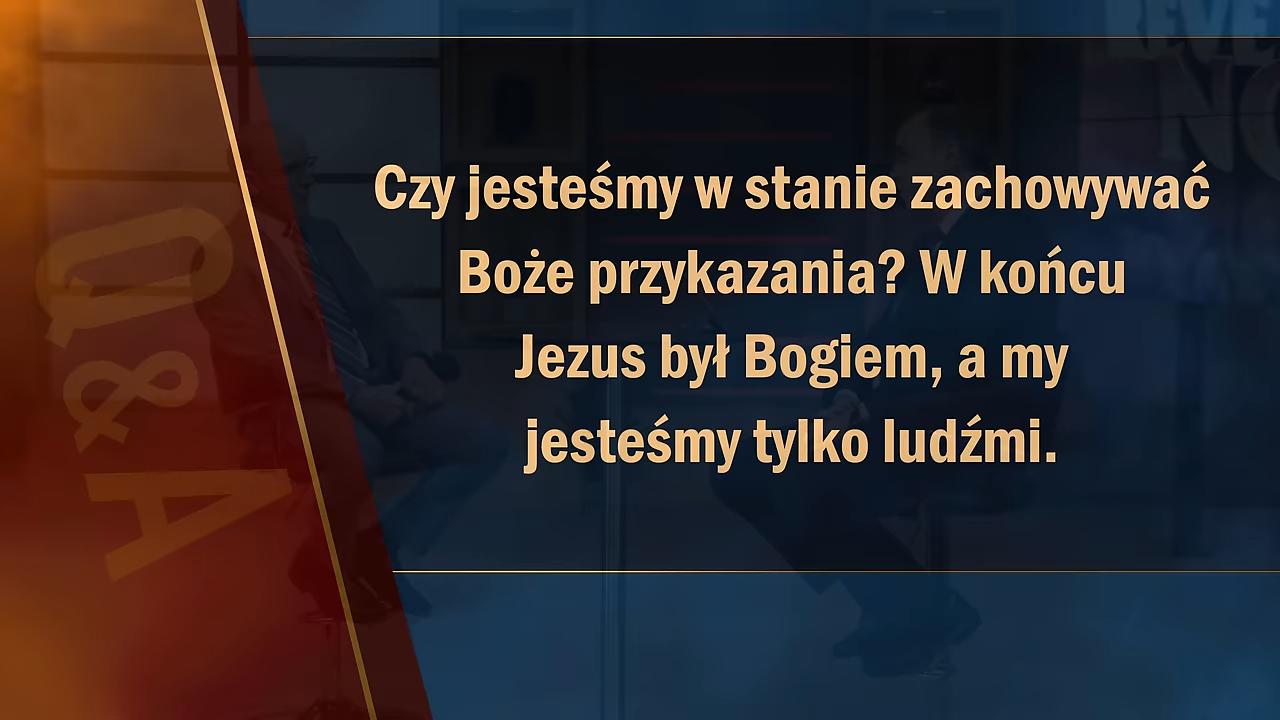 Czy jesteśmy w stanie zachowywać
Boże przykazania? W końcu
Jezus był Bogiem, a my
jesteśmy tylko ludźmi.
Q&A